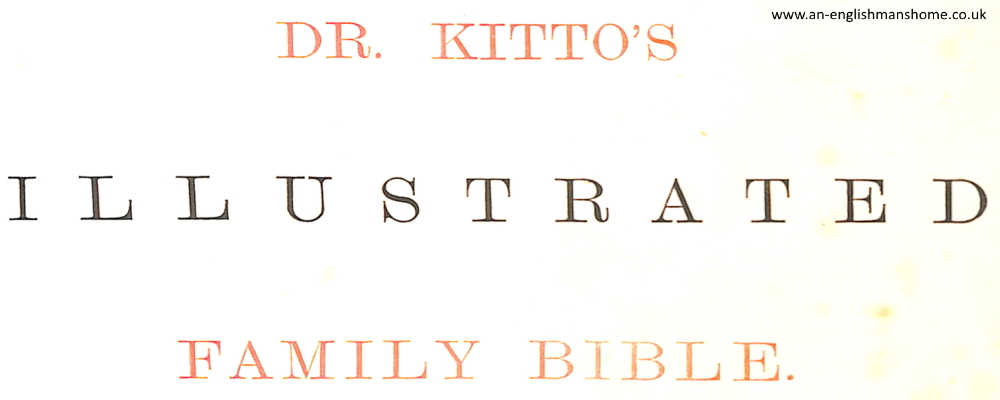 www.an-englishmanshome.co.uk
DR. KITTO'S
ILLUSTRATED
FAMILY BIBLE.